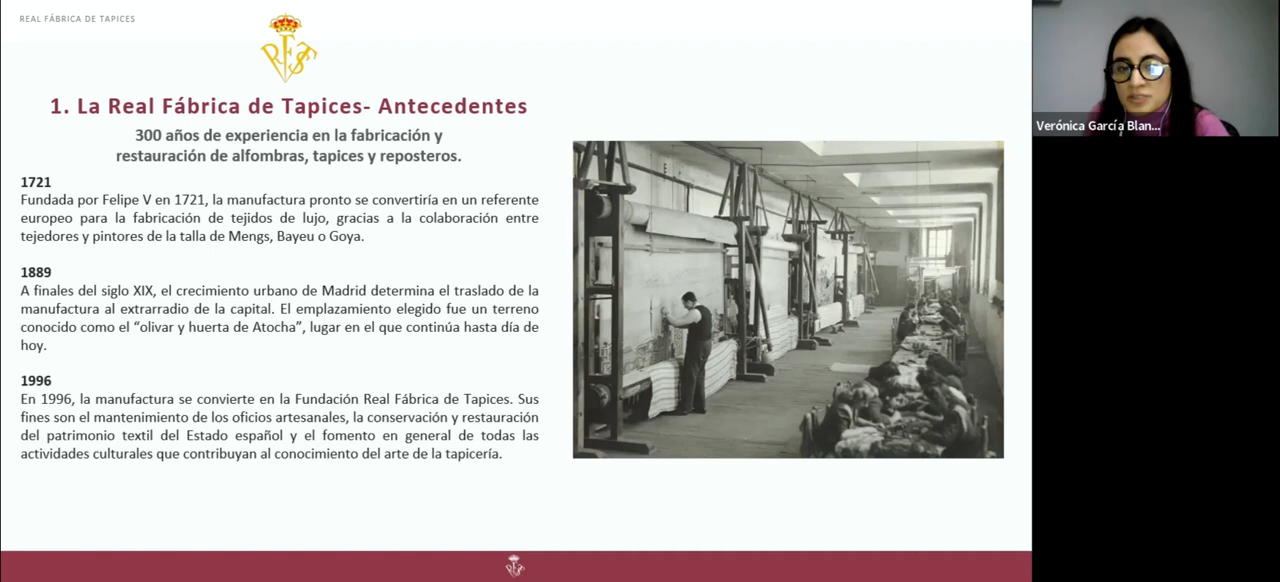 REAL FÁBRICA DE TAPICES
1. La Real Fábrica de Tapices- Antecedentes
300 años de experiencia en la fabricación y
restauración de alfombras, tapices y reposteros.
1721
Fundada por Felipe V en 1721, la manufactura pronto se convertiría en un referente
europeo para la fabricación de tejidos de lujo, gracias a la colaboración entre
tejedores y pintores de la talla de Mengs, Bayeu o Goya.
1889
A finales del siglo XIX, el crecimiento urbano de Madrid determina el traslado de la
manufactura al extrarradio de la capital. El emplazamiento elegido fue un terreno
conocido como el “olivar y huerta de Atocha”, lugar en el que continúa hasta día de
hoy.
1996
En 1996, la manufactura se convierte en la Fundación Real Fábrica de Tapices. Sus
fines son el mantenimiento de los oficios artesanales, la conservación y restauración
del patrimonio textil del Estado español y el fomento en general de todas las
actividades culturales que contribuyan al conocimiento del arte de la tapicería.
Verónica García Blan...